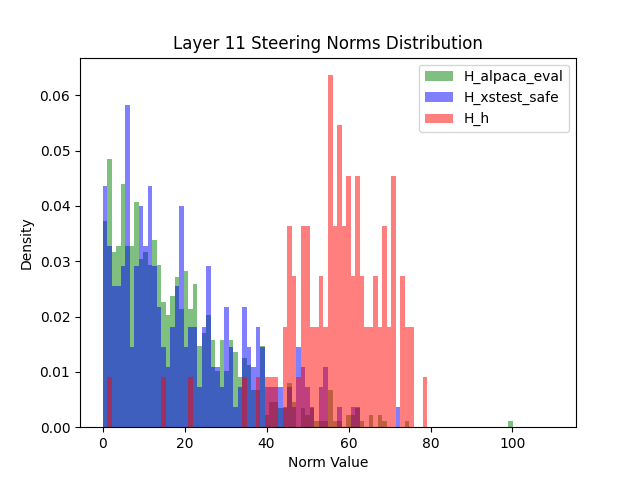 Layer 11 Steering Norms Distribution
H_alpaca_eval
H_xstest_safe
H_h
Density
0.06
0.05
0.04
0.03
0.02
0.01
0.00
0 20 40 60 80 100
Norm Value